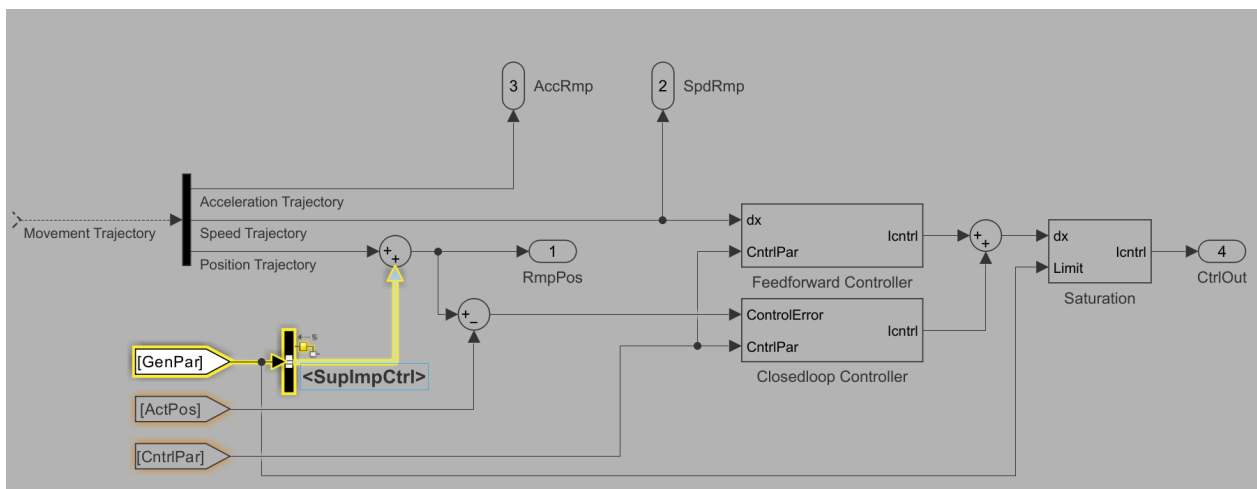 3
AccRmp
2
SpdRmp
Acceleration Trajectory
Movement Trajectory
Speed Trajectory
Position Trajectory
+
+
1
RmpPos
dx
CntrlPar
Icntrl
Feedforward Controller
+
+
dx
Limit
Icntrl
Saturation
4
CtrlOut
+
−
ControlError
CntrlPar
Icntrl
Closedloop Controller
[GenPar]
<SupImpCtrl>
[ActPos]
[CntrlPar]